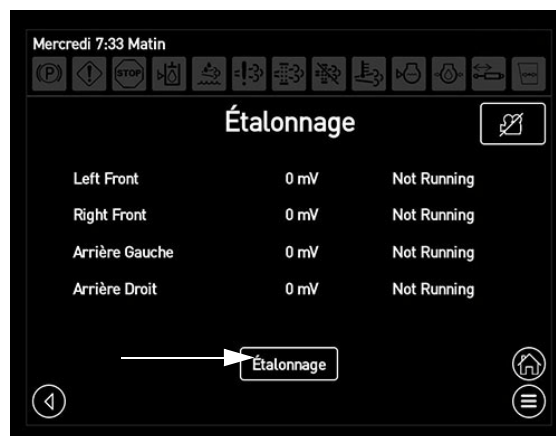 Mercredi 7:33 Matin
(P) STOP
Étalonnage
Left Front 0 mV Not Running
Right Front 0 mV Not Running
Arrière Gauche 0 mV Not Running
Arrière Droit 0 mV Not Running
Étalonnage